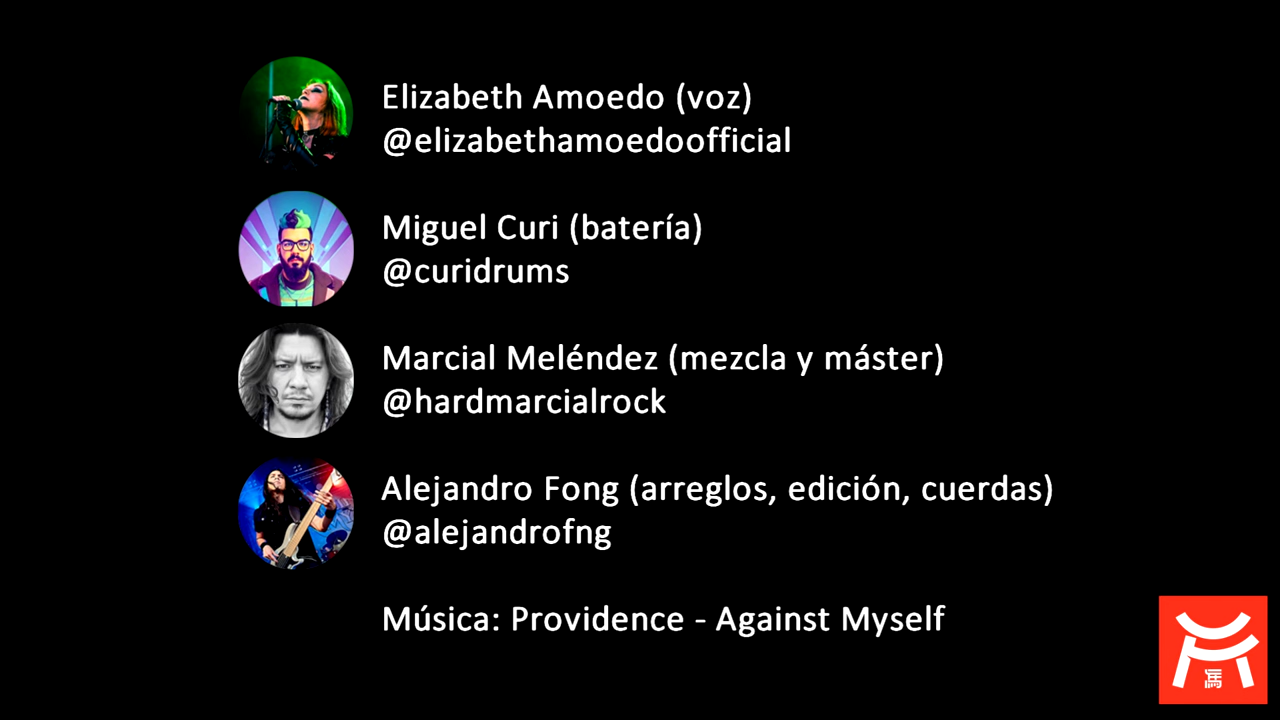 Elizabeth Amoedo (voz)
@elizabethamoedoofficial
Miguel Curi (batería)
@curidrums
Marcial Meléndez (mezcla y máster)
@hardmarcialrock
Alejandro Fong (arreglos, edición, cuerdas)
@alejandrofng
Música: Providence - Against Myself